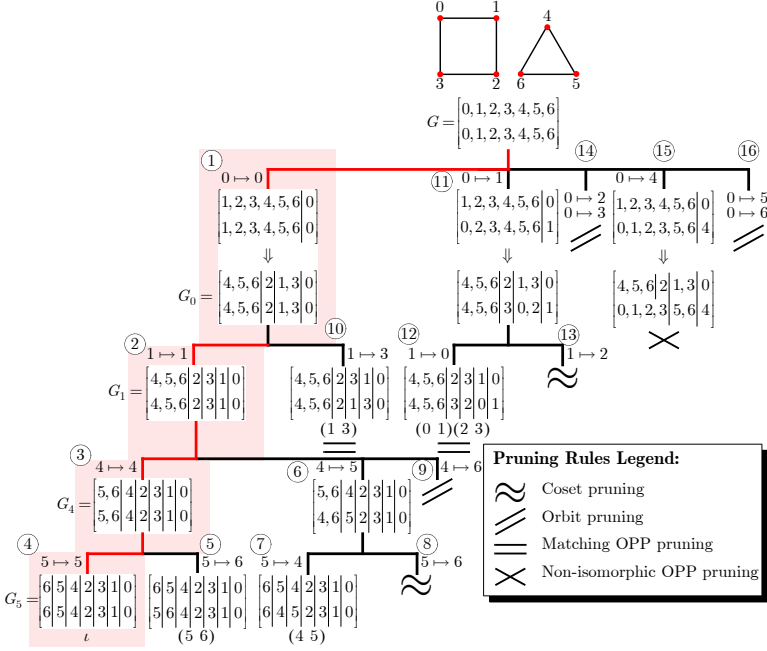 0 1
4
3 2 6 5
G = [0, 1, 2, 3, 4, 5, 6
0, 1, 2, 3, 4, 5, 6]
1 14 15 16
0 ↦ 0 11 0 ↦ 1 0 ↦ 2 0 ↦ 4 0 ↦ 5
0 ↦ 3 0 ↦ 6
[1, 2, 3, 4, 5, 6|0 [1, 2, 3, 4, 5, 6|0 [1, 2, 3, 4, 5, 6|0
1, 2, 3, 4, 5, 6|0] 0, 2, 3, 4, 5, 6|1] 0, 1, 2, 3, 5, 6|4]
⇓ ⇓ ⇓
G₀ = [4, 5, 6|2|1, 3|0 [4, 5, 6|2|1, 3|0 [4, 5, 6|2|1, 3|0
4, 5, 6|2|1, 3|0] 4, 5, 6|3|0, 2|1] 0, 1, 2, 3|5, 6|4]
2 10 12 13
1 ↦ 1 1 ↦ 3 1 ↦ 0 1 ↦ 2
G₁ = [4, 5, 6|2|3|1|0 [4, 5, 6|2|3|1|0 [4, 5, 6|2|3|1|0
4, 5, 6|2|3|1|0] 4, 5, 6|2|1|3|0] 4, 5, 6|3|2|0|1]
(1 3) (0 1)(2 3)
3 6 9
4 ↦ 4 4 ↦ 5 4 ↦ 6
G₄ = [5, 6|4|2|3|1|0 [5, 6|4|2|3|1|0
5, 6|4|2|3|1|0] 4, 6|5|2|3|1|0]
4 5 7 8
5 ↦ 5 5 ↦ 6 5 ↦ 4 5 ↦ 6
G₅ = [6|5|4|2|3|1|0 [6|5|4|2|3|1|0 [6|5|4|2|3|1|0
6|5|4|2|3|1|0] 5|6|4|2|3|1|0] 6|4|5|2|3|1|0]
ι (5 6) (4 5)
Pruning Rules Legend:
Coset pruning
Orbit pruning
Matching OPP pruning
Non-isomorphic OPP pruning